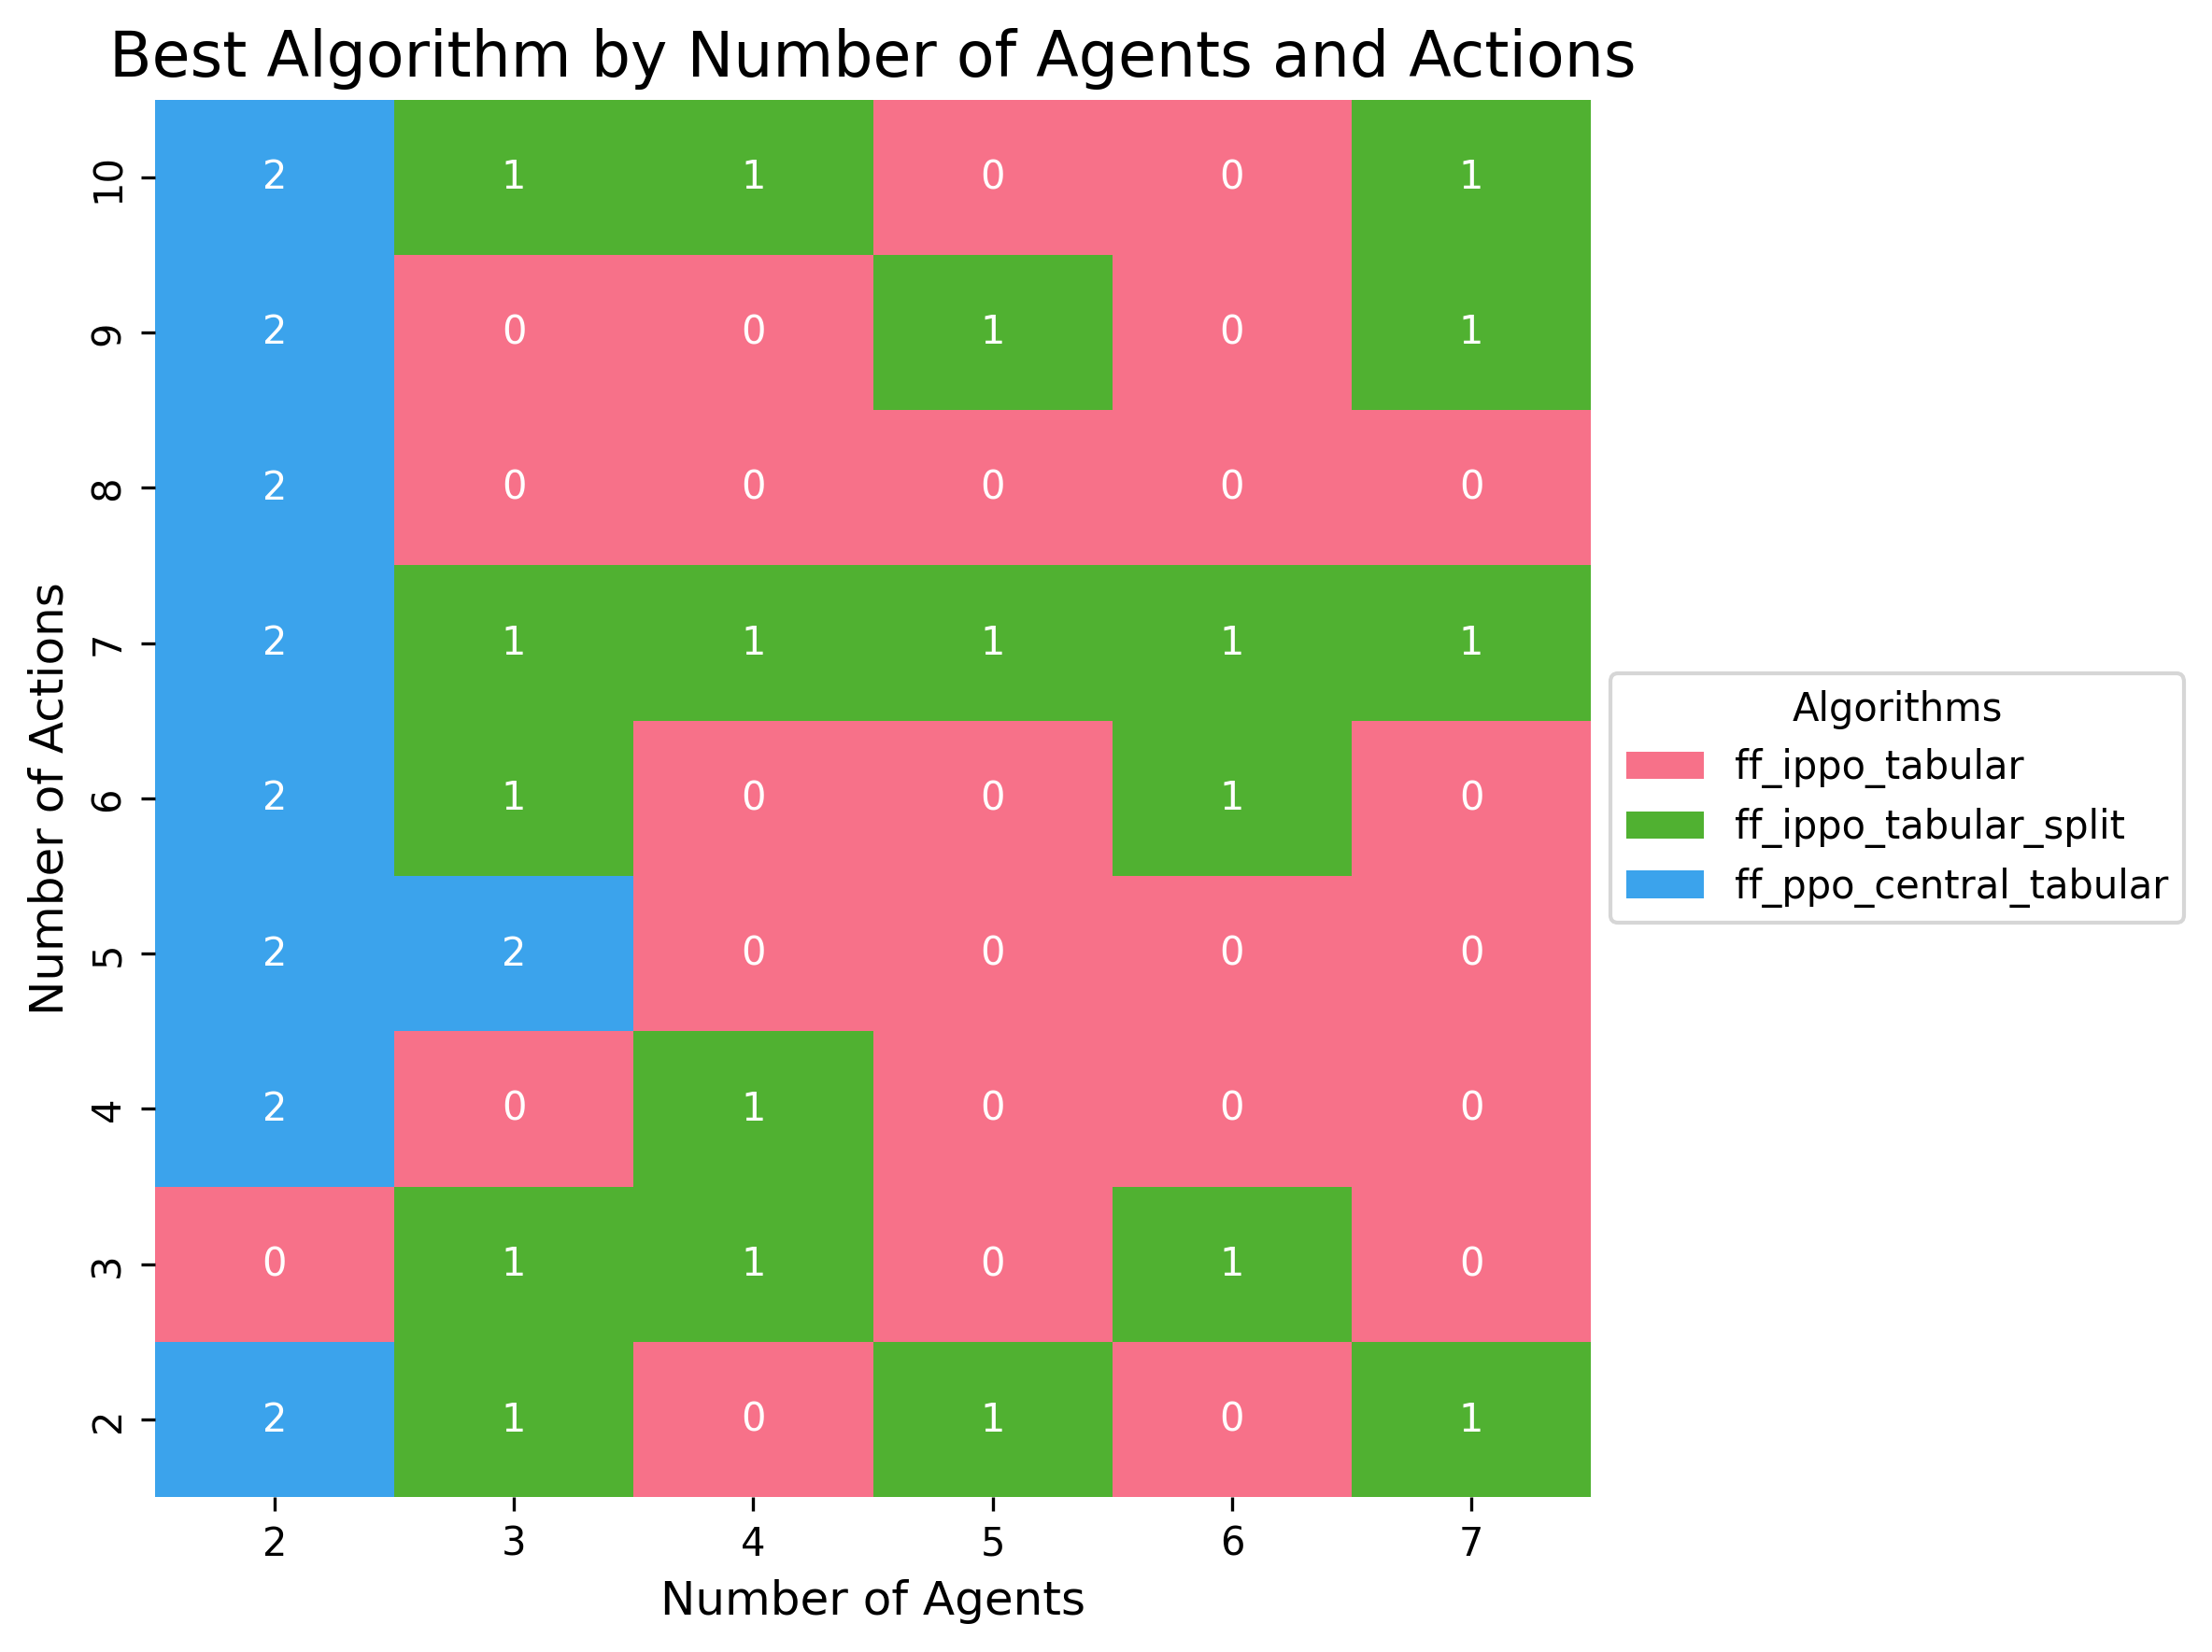 Best Algorithm by Number of Agents and Actions
Number of Actions
10 2 1 1 0 0 1
9 2 0 0 1 0 1
8 2 0 0 0 0 0
7 2 1 1 1 1 1
6 2 1 0 0 1 0
5 2 2 0 0 0 0
4 2 0 1 0 0 0
3 0 1 1 0 1 0
2 2 1 0 1 0 1
2 3 4 5 6 7
Number of Agents
Algorithms
ff_ippo_tabular
ff_ippo_tabular_split
ff_ppo_central_tabular